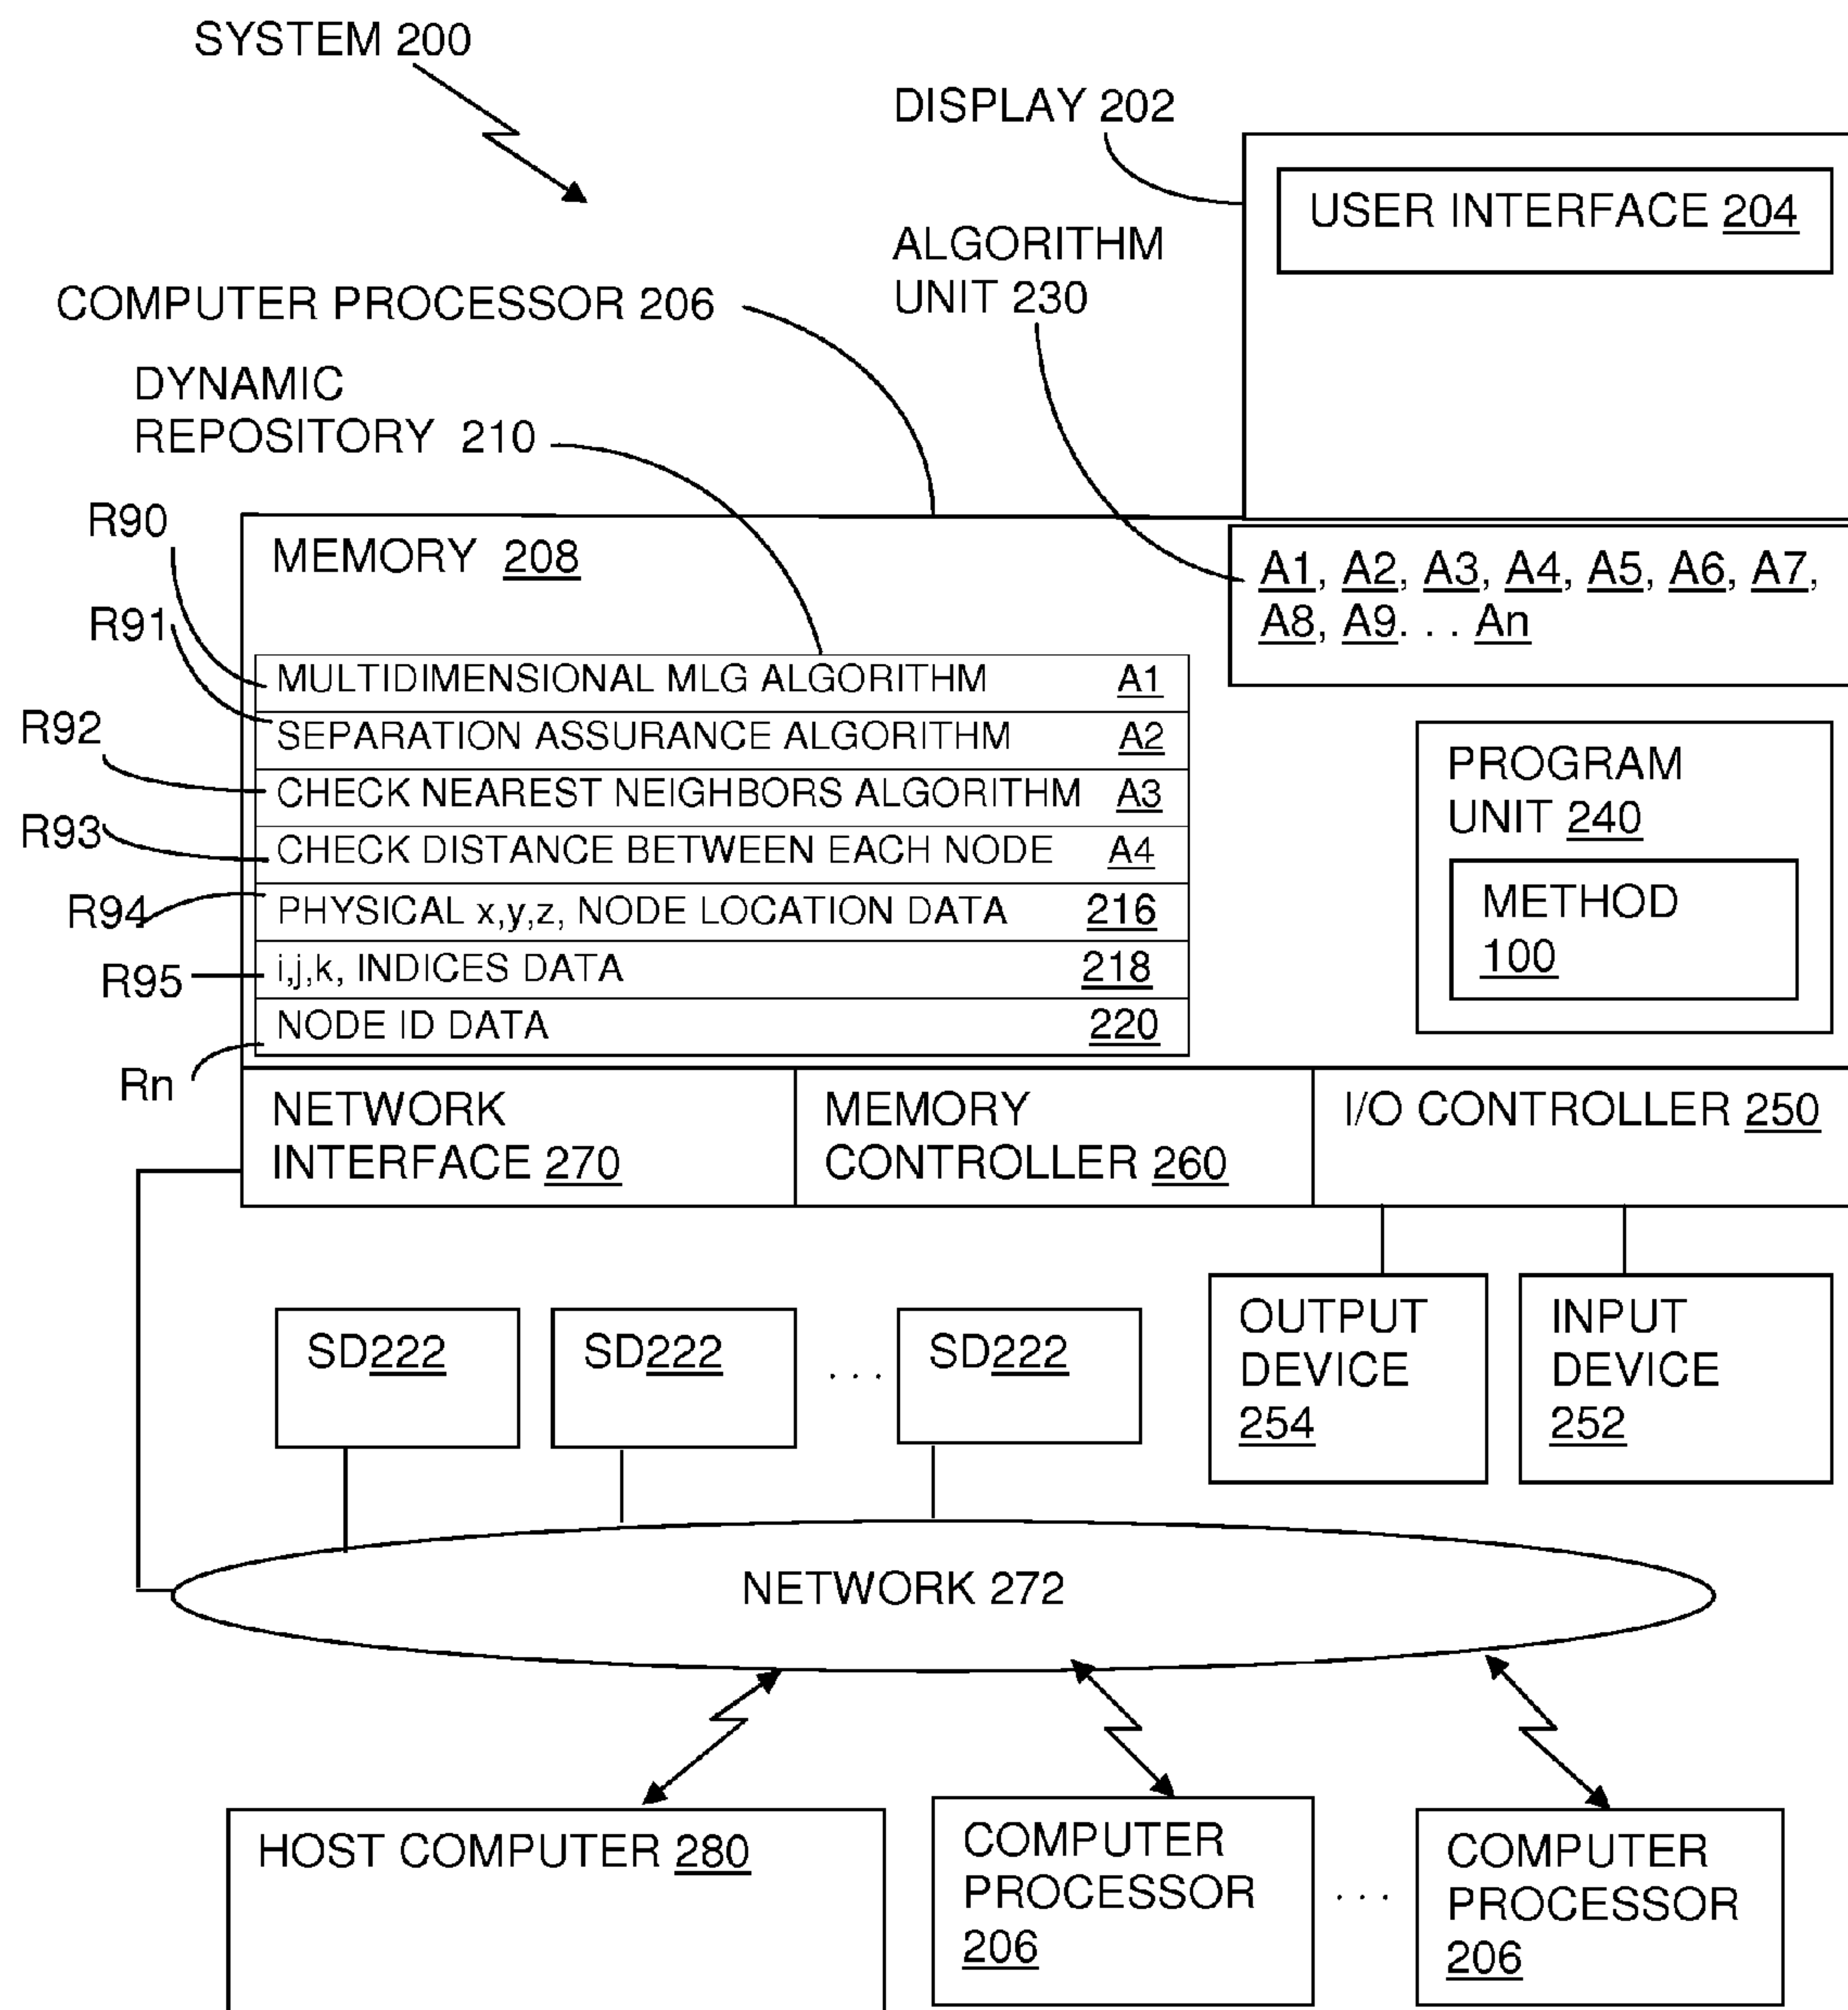 SYSTEM 200
DISPLAY 202
USER INTERFACE 204
ALGORITHM
UNIT 230
COMPUTER PROCESSOR 206
DYNAMIC
REPOSITORY 210
R90
R91
R92
R93
R94
R95
Rn
MEMORY 208
A1, A2, A3, A4, A5, A6, A7,
A8, A9. . . An
MULTIDIMENSIONAL MLG ALGORITHM A1
SEPARATION ASSURANCE ALGORITHM A2
CHECK NEAREST NEIGHBORS ALGORITHM A3
CHECK DISTANCE BETWEEN EACH NODE A4
PHYSICAL x,y,z, NODE LOCATION DATA 216
i,j,k, INDICES DATA 218
NODE ID DATA 220
PROGRAM
UNIT 240
METHOD
100
NETWORK
INTERFACE 270
MEMORY
CONTROLLER 260
I/O CONTROLLER 250
SD222
SD222
. . .
SD222
OUTPUT
DEVICE
254
INPUT
DEVICE
252
NETWORK 272
HOST COMPUTER 280
COMPUTER
PROCESSOR
206
. . .
COMPUTER
PROCESSOR
206